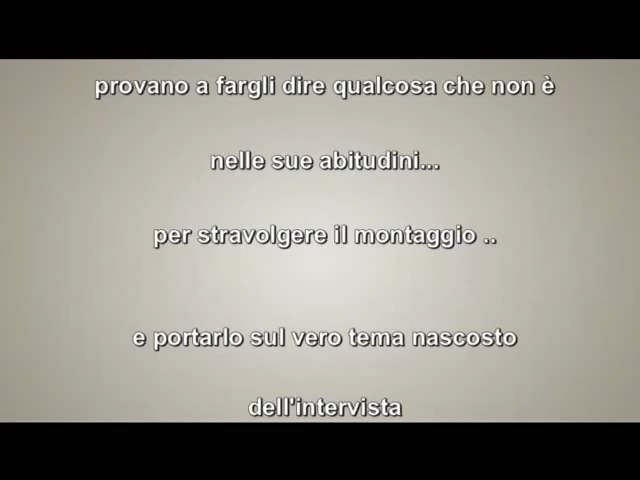 provano a fargli dire qualcosa che non è
nelle sue abitudini...
per stravolgere il montaggio ..
e portarlo sul vero tema nascosto
dell'intervista